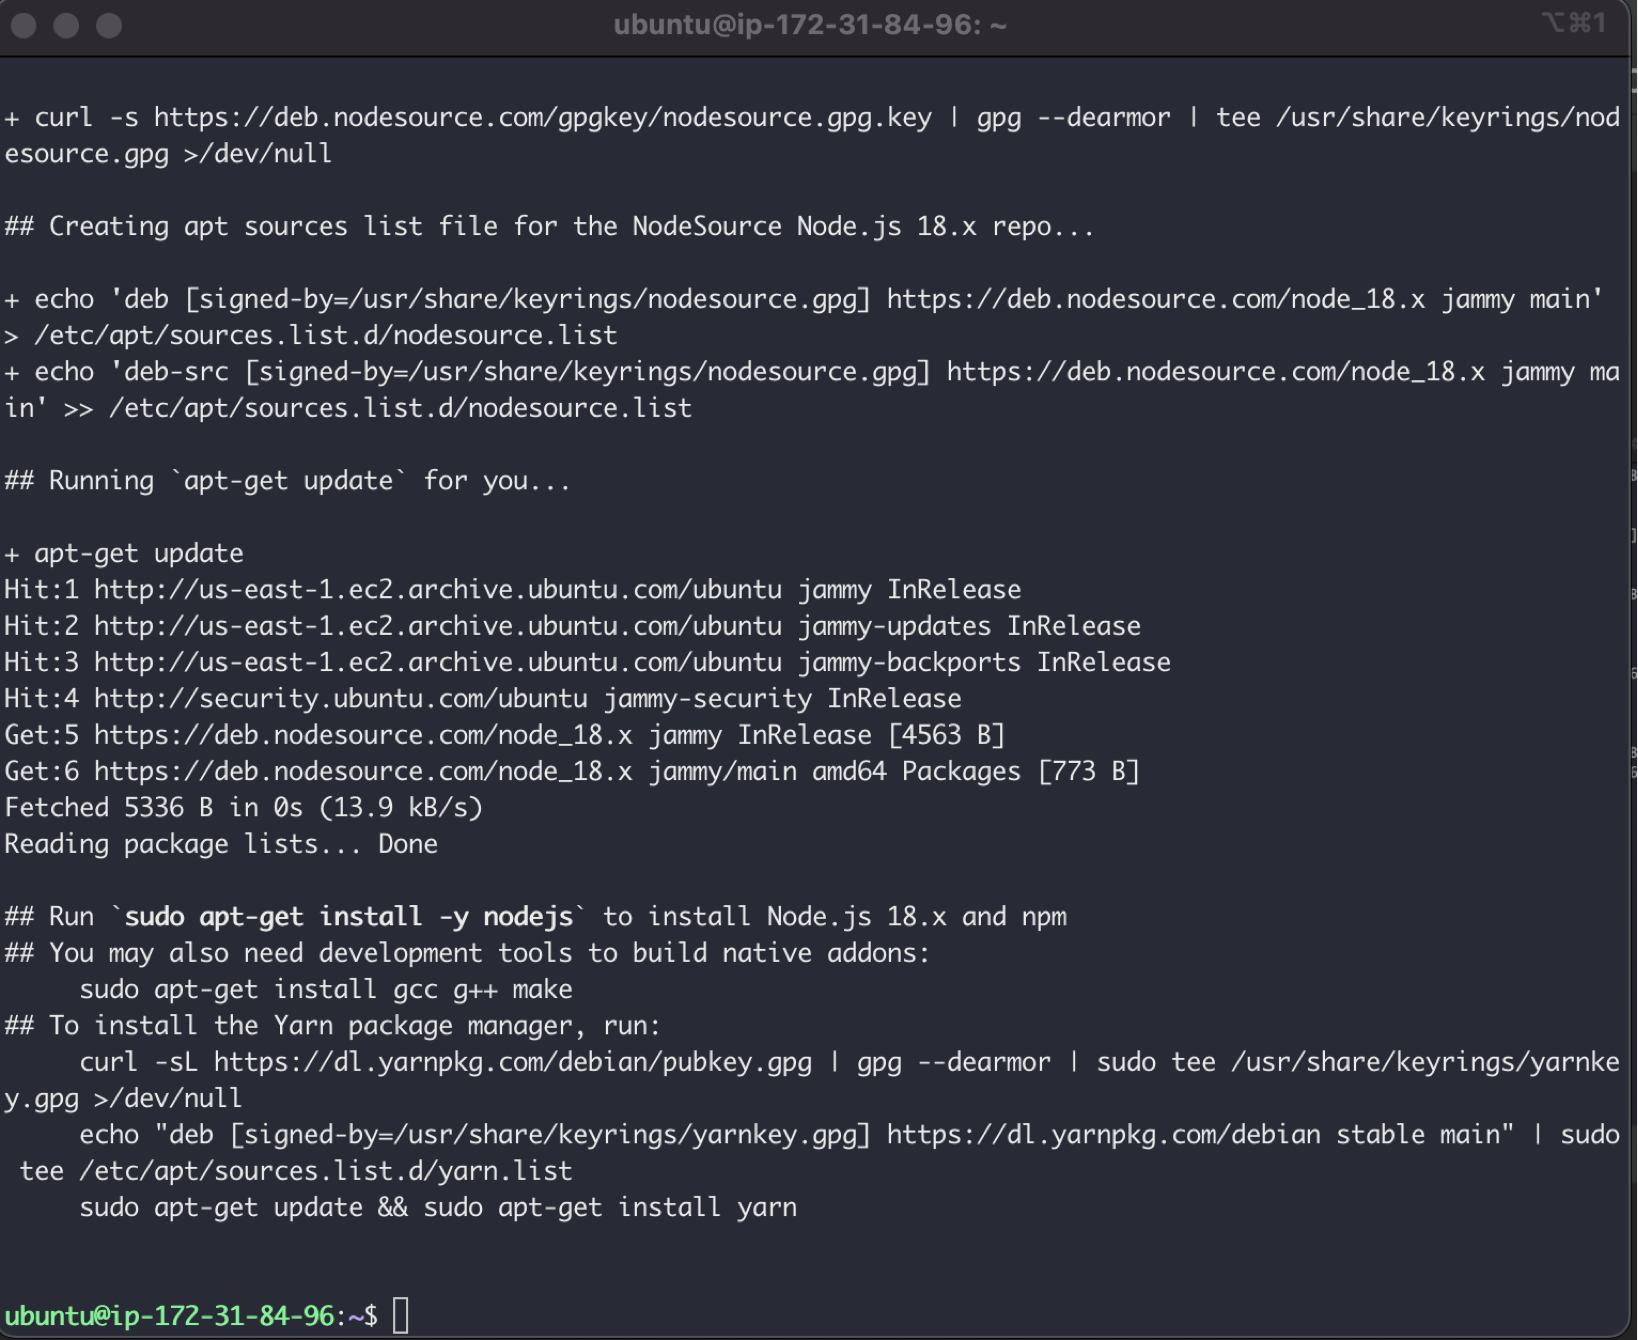 ubuntu@ip-172-31-84-96: ~
⌥⌘1
+ curl -s https://deb.nodesource.com/gpgkey/nodesource.gpg.key | gpg --dearmor | tee /usr/share/keyrings/nod
esource.gpg >/dev/null
## Creating apt sources list file for the NodeSource Node.js 18.x repo...
+ echo 'deb [signed-by=/usr/share/keyrings/nodesource.gpg] https://deb.nodesource.com/node_18.x jammy main'
> /etc/apt/sources.list.d/nodesource.list
+ echo 'deb-src [signed-by=/usr/share/keyrings/nodesource.gpg] https://deb.nodesource.com/node_18.x jammy ma
in' >> /etc/apt/sources.list.d/nodesource.list
## Running `apt-get update` for you...
+ apt-get update
Hit:1 http://us-east-1.ec2.archive.ubuntu.com/ubuntu jammy InRelease
Hit:2 http://us-east-1.ec2.archive.ubuntu.com/ubuntu jammy-updates InRelease
Hit:3 http://us-east-1.ec2.archive.ubuntu.com/ubuntu jammy-backports InRelease
Hit:4 http://security.ubuntu.com/ubuntu jammy-security InRelease
Get:5 https://deb.nodesource.com/node_18.x jammy InRelease [4563 B]
Get:6 https://deb.nodesource.com/node_18.x jammy/main amd64 Packages [773 B]
Fetched 5336 B in 0s (13.9 kB/s)
Reading package lists... Done
## Run `sudo apt-get install -y nodejs` to install Node.js 18.x and npm
## You may also need development tools to build native addons:
     sudo apt-get install gcc g++ make
## To install the Yarn package manager, run:
     curl -sL https://dl.yarnpkg.com/debian/pubkey.gpg | gpg --dearmor | sudo tee /usr/share/keyrings/yarnke
y.gpg >/dev/null
     echo "deb [signed-by=/usr/share/keyrings/yarnkey.gpg] https://dl.yarnpkg.com/debian stable main" | sudo
 tee /etc/apt/sources.list.d/yarn.list
     sudo apt-get update && sudo apt-get install yarn
ubuntu@ip-172-31-84-96:~$